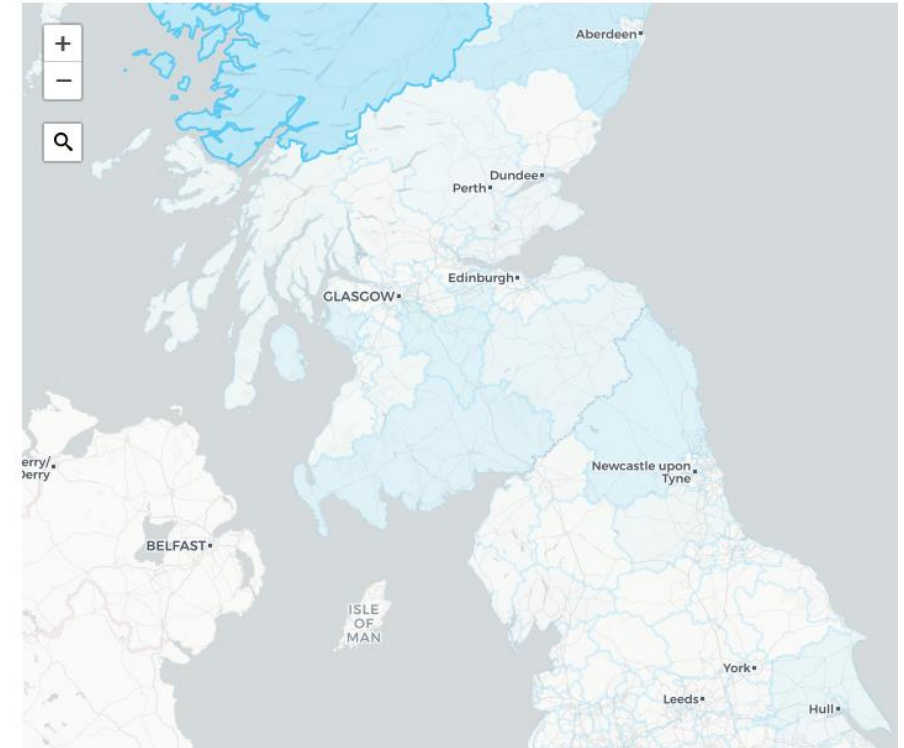 +
Aberdeen
−
Dundee
Perth
Edinburgh
GLASGOW
erry/
Derry
Newcastle upon
Tyne
BELFAST
ISLE
OF
MAN
York
Leeds
Hull